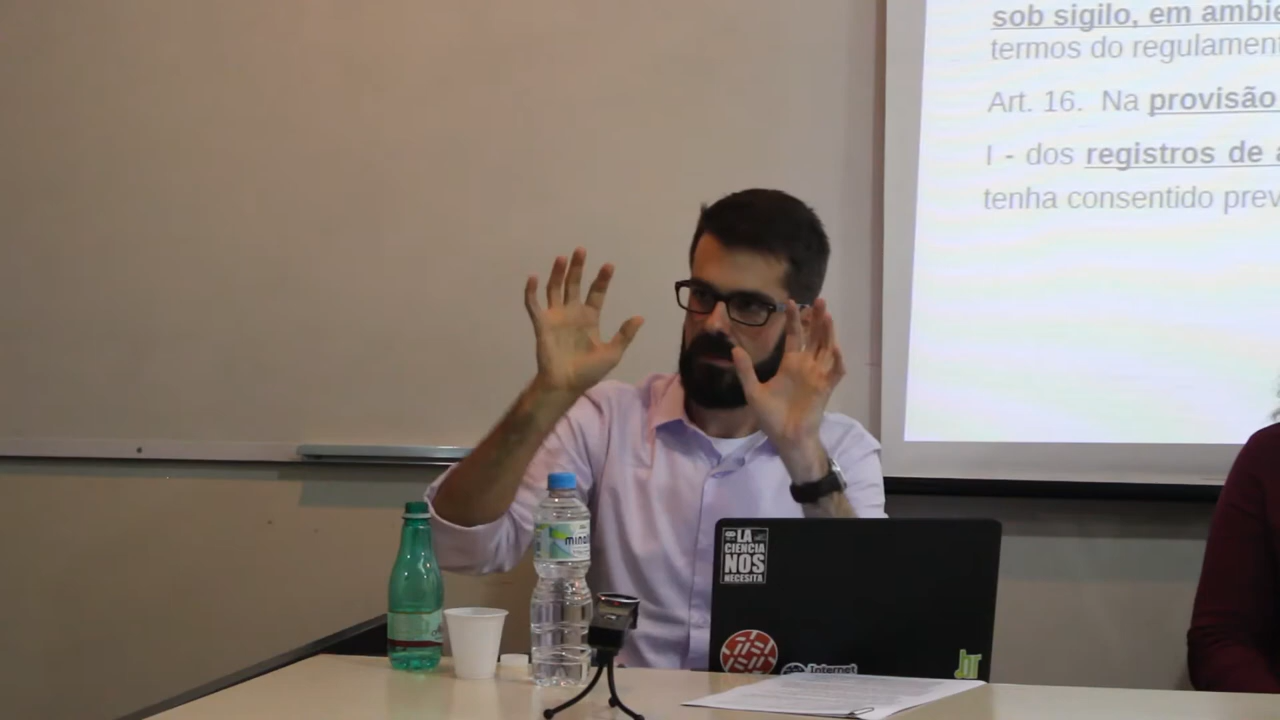 sob sigilo, em ambie
termos do regulament
Art. 16. Na provisão
I - dos registros de a
tenha consentido prev
LA
CIENCIA
NOS
NECESITA
mina
Internet